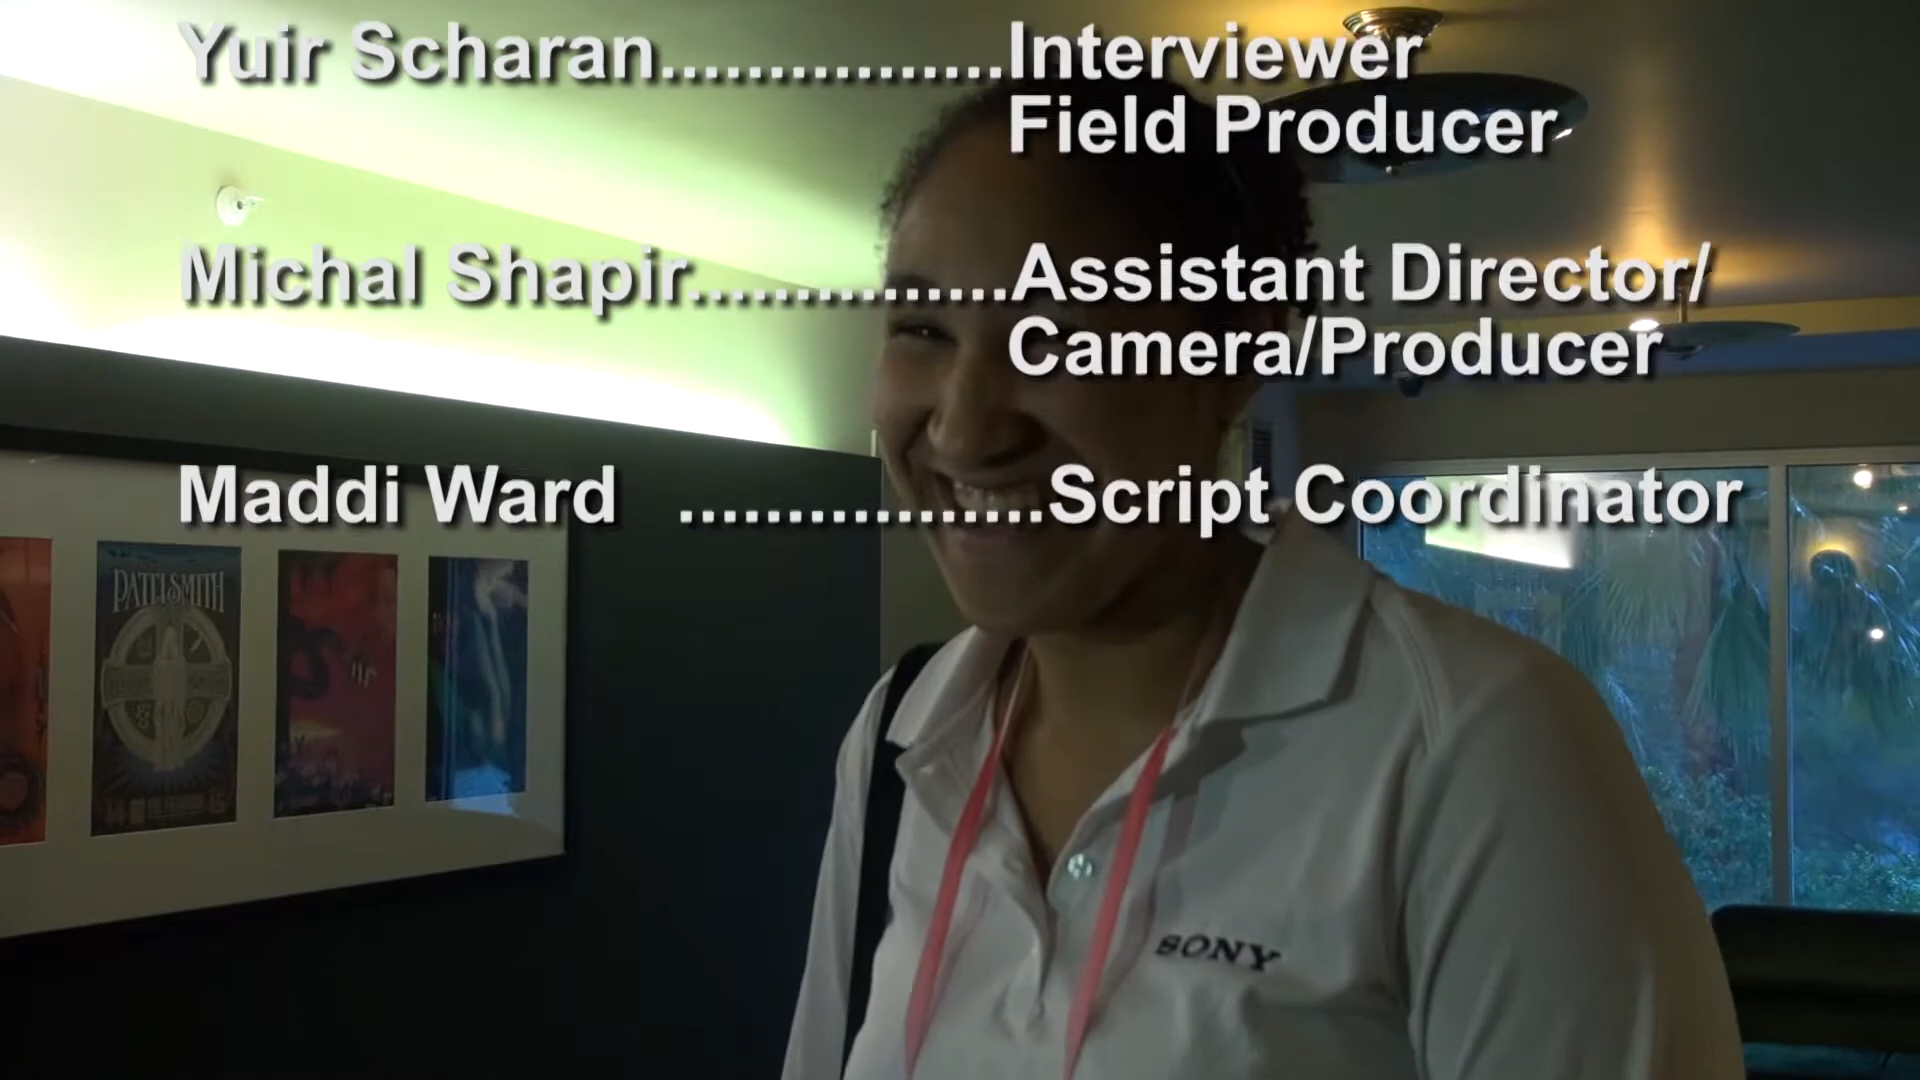 Yuir Scharan................Interviewer
Field Producer
Michal Shapir...............Assistant Director/
Camera/Producer
Maddi Ward .................Script Coordinator
PATTI SMITH
SONY